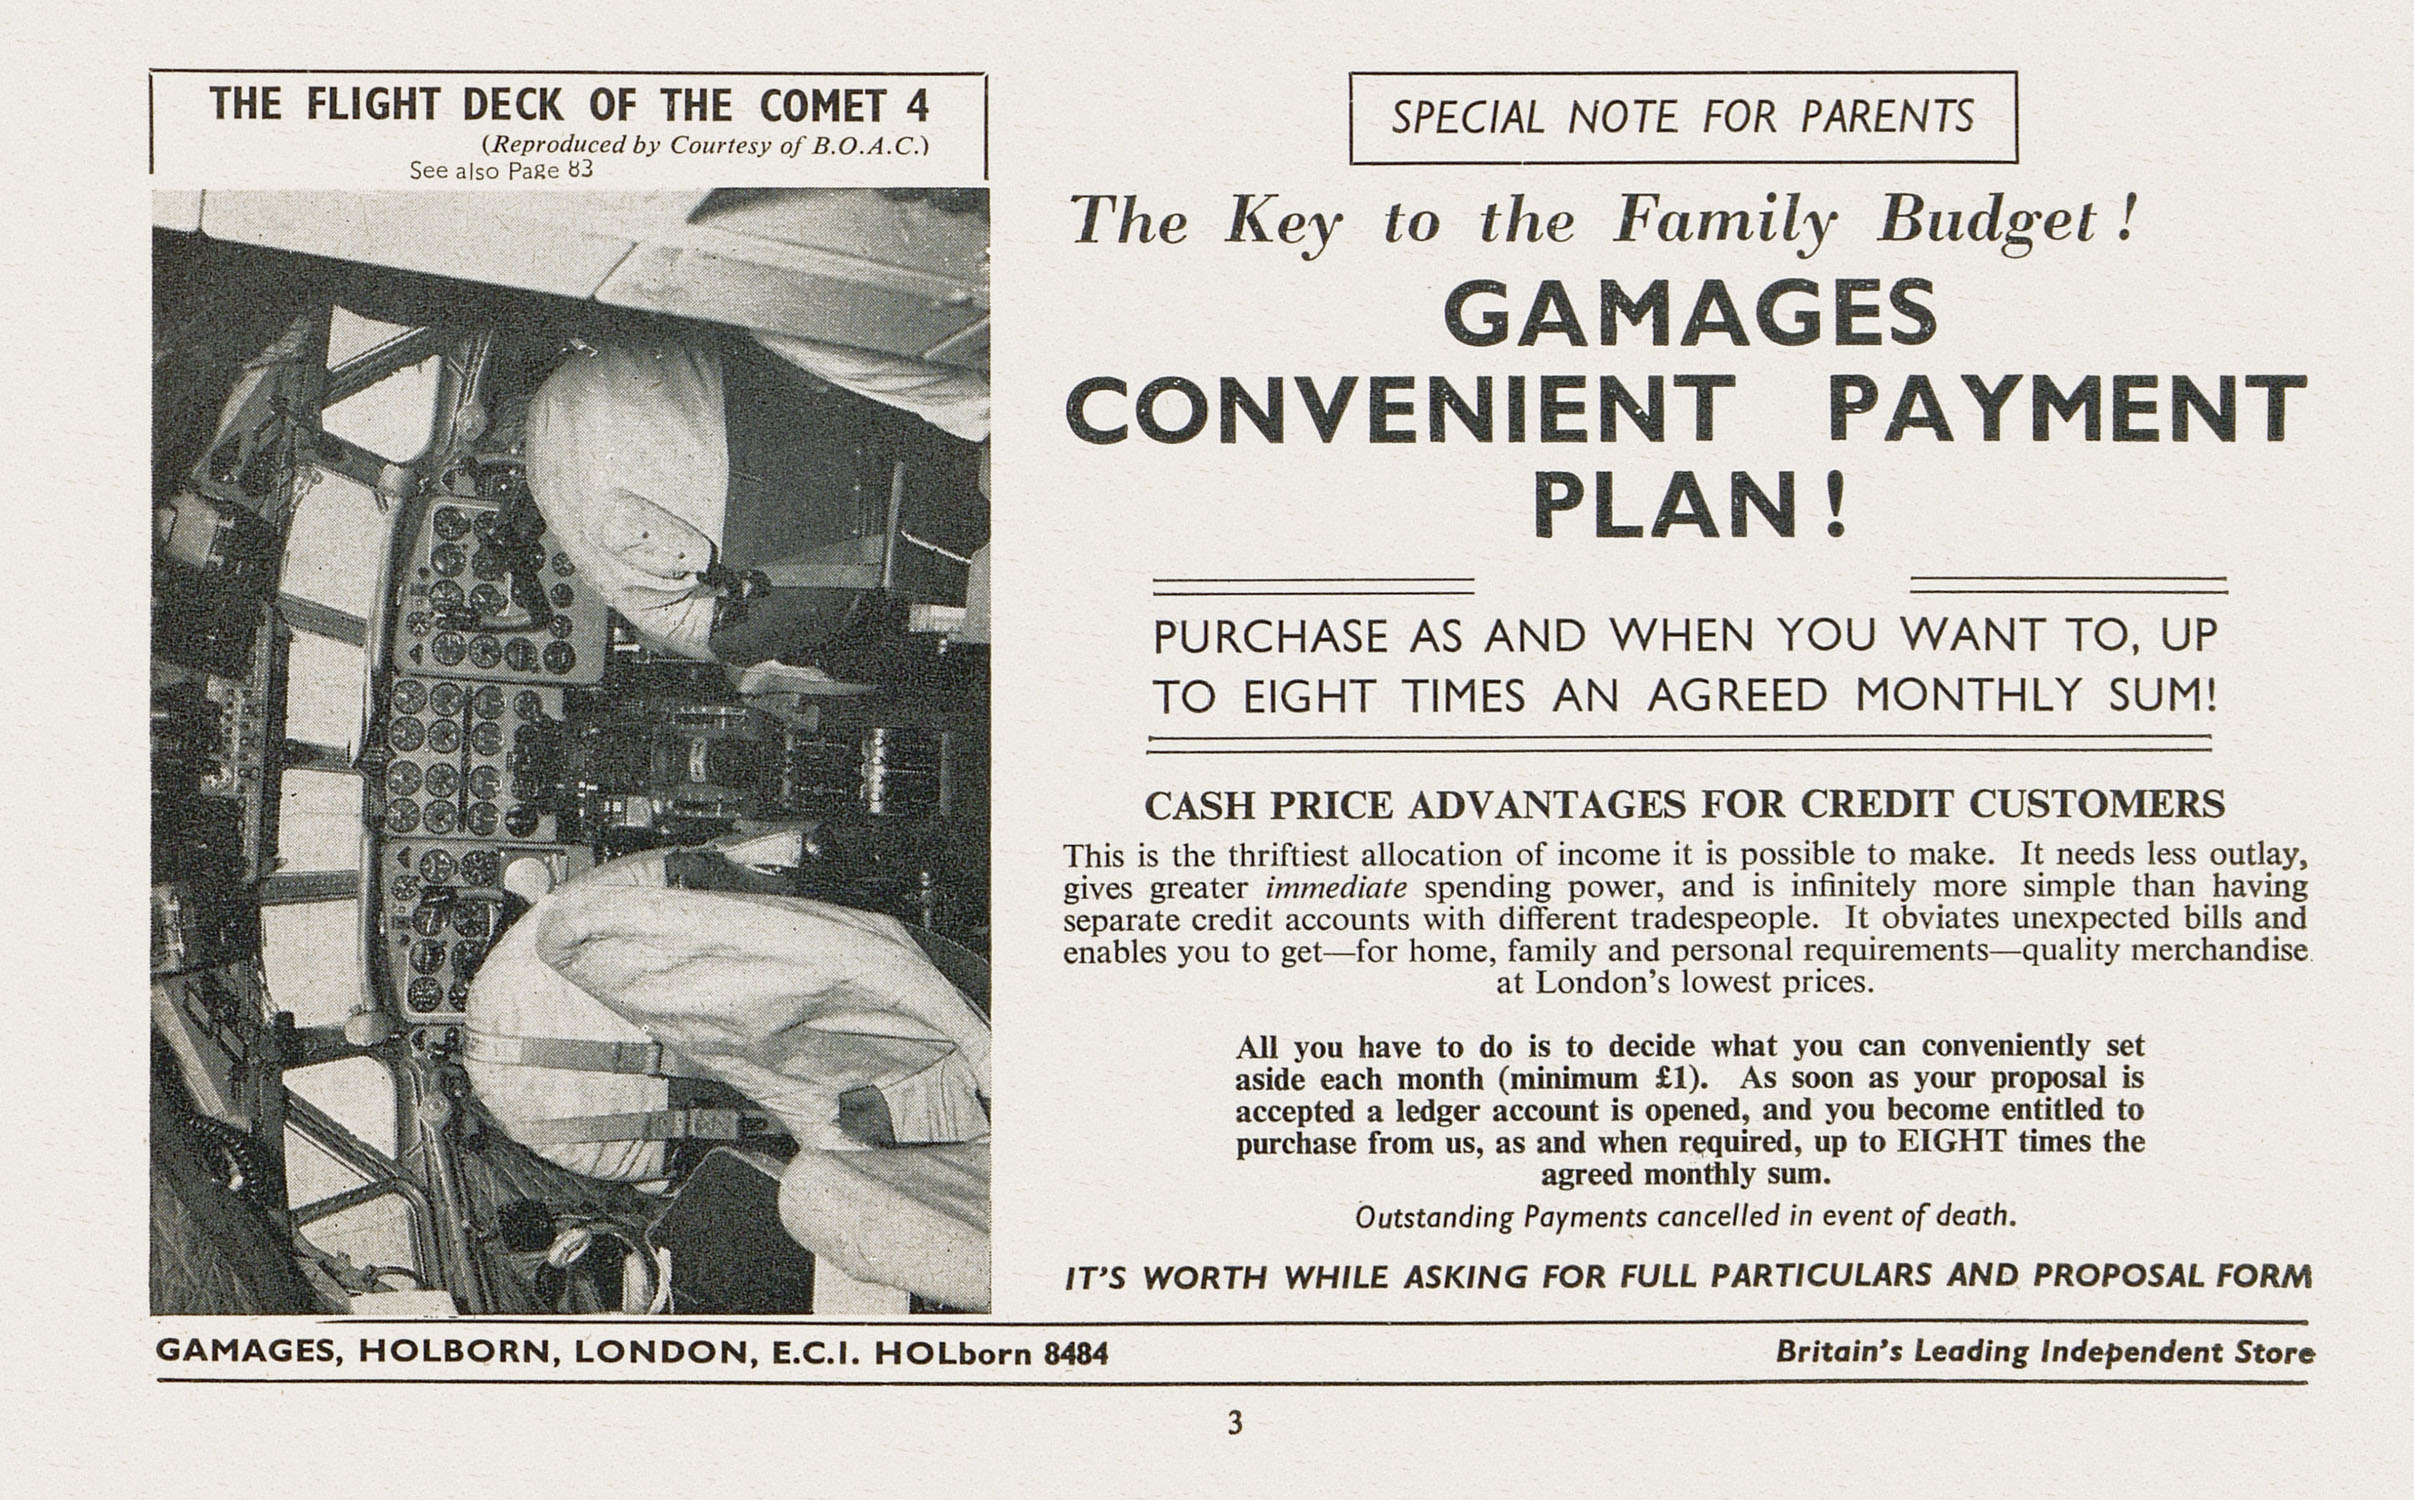 THE FLIGHT DECK OF THE COMET 4
(Reproduced by Courtesy of B.O.A.C.)
See also Page 83
SPECIAL NOTE FOR PARENTS
The Key to the Family Budget!
GAMAGES
CONVENIENT PAYMENT
PLAN!
PURCHASE AS AND WHEN YOU WANT TO, UP
TO EIGHT TIMES AN AGREED MONTHLY SUM!
CASH PRICE ADVANTAGES FOR CREDIT CUSTOMERS
This is the thriftiest allocation of income it is possible to make. It needs less outlay,
gives greater immediate spending power, and is infinitely more simple than having
separate credit accounts with different tradespeople. It obviates unexpected bills and
enables you to get—for home, family and personal requirements—quality merchandise
at London's lowest prices.
All you have to do is to decide what you can conveniently set
aside each month (minimum £1). As soon as your proposal is
accepted a ledger account is opened, and you become entitled to
purchase from us, as and when required, up to EIGHT times the
agreed monthly sum.
Outstanding Payments cancelled in event of death.
IT'S WORTH WHILE ASKING FOR FULL PARTICULARS AND PROPOSAL FORM
GAMAGES, HOLBORN, LONDON, E.C.I. HOLborn 8484
Britain's Leading Independent Store
3